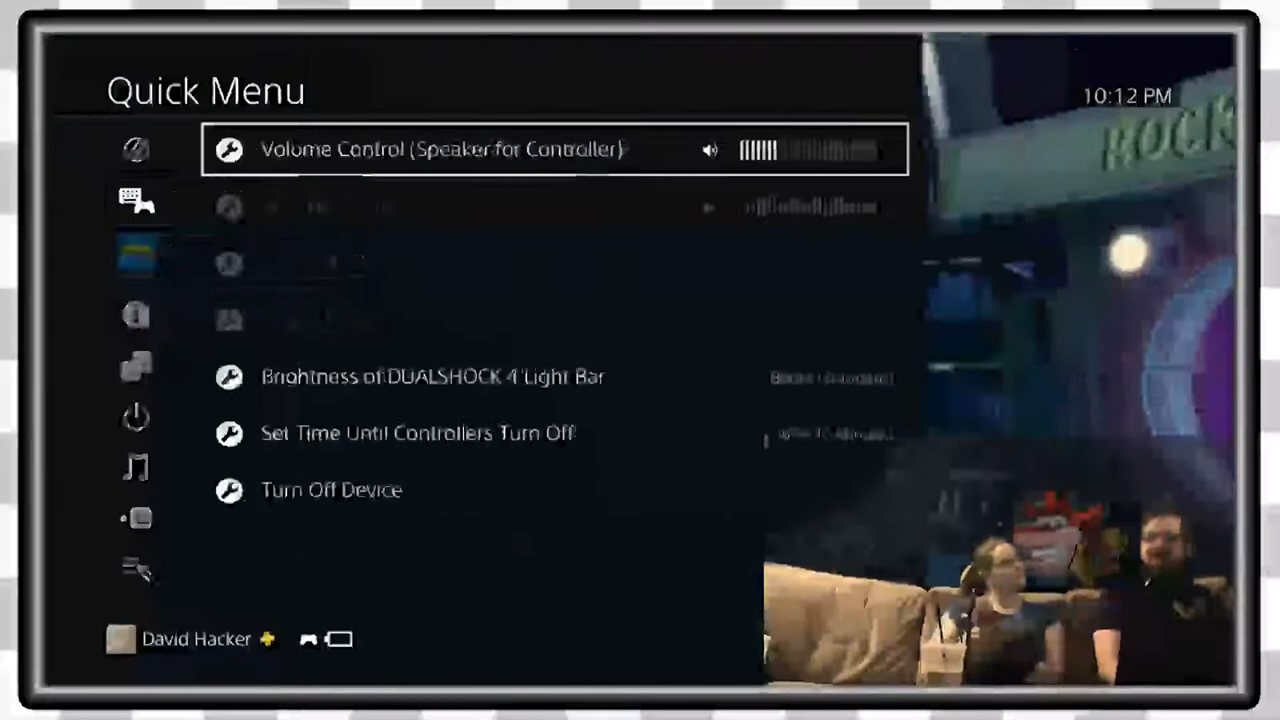 Quick Menu
10:12 PM
ROCK
Volume Control (Speaker for Controller)
Brightness of DUALSHOCK 4 Light Bar
Set Time Until Controllers Turn Off
Turn Off Device
David Hacker